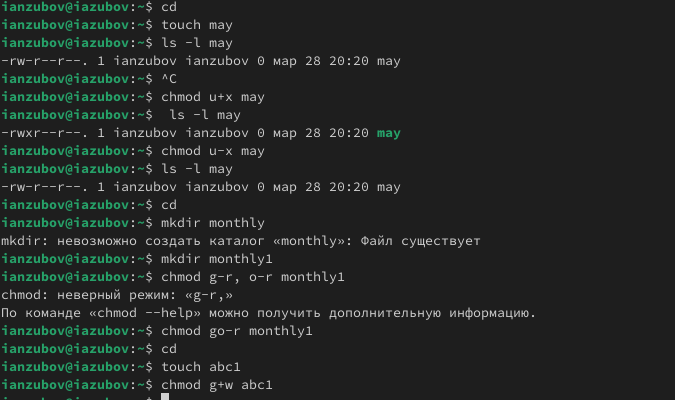 ianzubov@iazubov:~$ cd
ianzubov@iazubov:~$ touch may
ianzubov@iazubov:~$ ls -l may
-rw-r--r--. 1 ianzubov ianzubov 0 мар 28 20:20 may
ianzubov@iazubov:~$ ^C
ianzubov@iazubov:~$ chmod u+x may
ianzubov@iazubov:~$  ls -l may
-rwxr--r--. 1 ianzubov ianzubov 0 мар 28 20:20 may
ianzubov@iazubov:~$ chmod u-x may
ianzubov@iazubov:~$ ls -l may
-rw-r--r--. 1 ianzubov ianzubov 0 мар 28 20:20 may
ianzubov@iazubov:~$ cd
ianzubov@iazubov:~$ mkdir monthly
mkdir: невозможно создать каталог «monthly»: Файл существует
ianzubov@iazubov:~$ mkdir monthly1
ianzubov@iazubov:~$ chmod g-r, o-r monthly1
chmod: неверный режим: «g-r,»
По команде «chmod --help» можно получить дополнительную информацию.
ianzubov@iazubov:~$ chmod go-r monthly1
ianzubov@iazubov:~$ cd
ianzubov@iazubov:~$ touch abc1
ianzubov@iazubov:~$ chmod g+w abc1
ianzubov@iazubov:~$